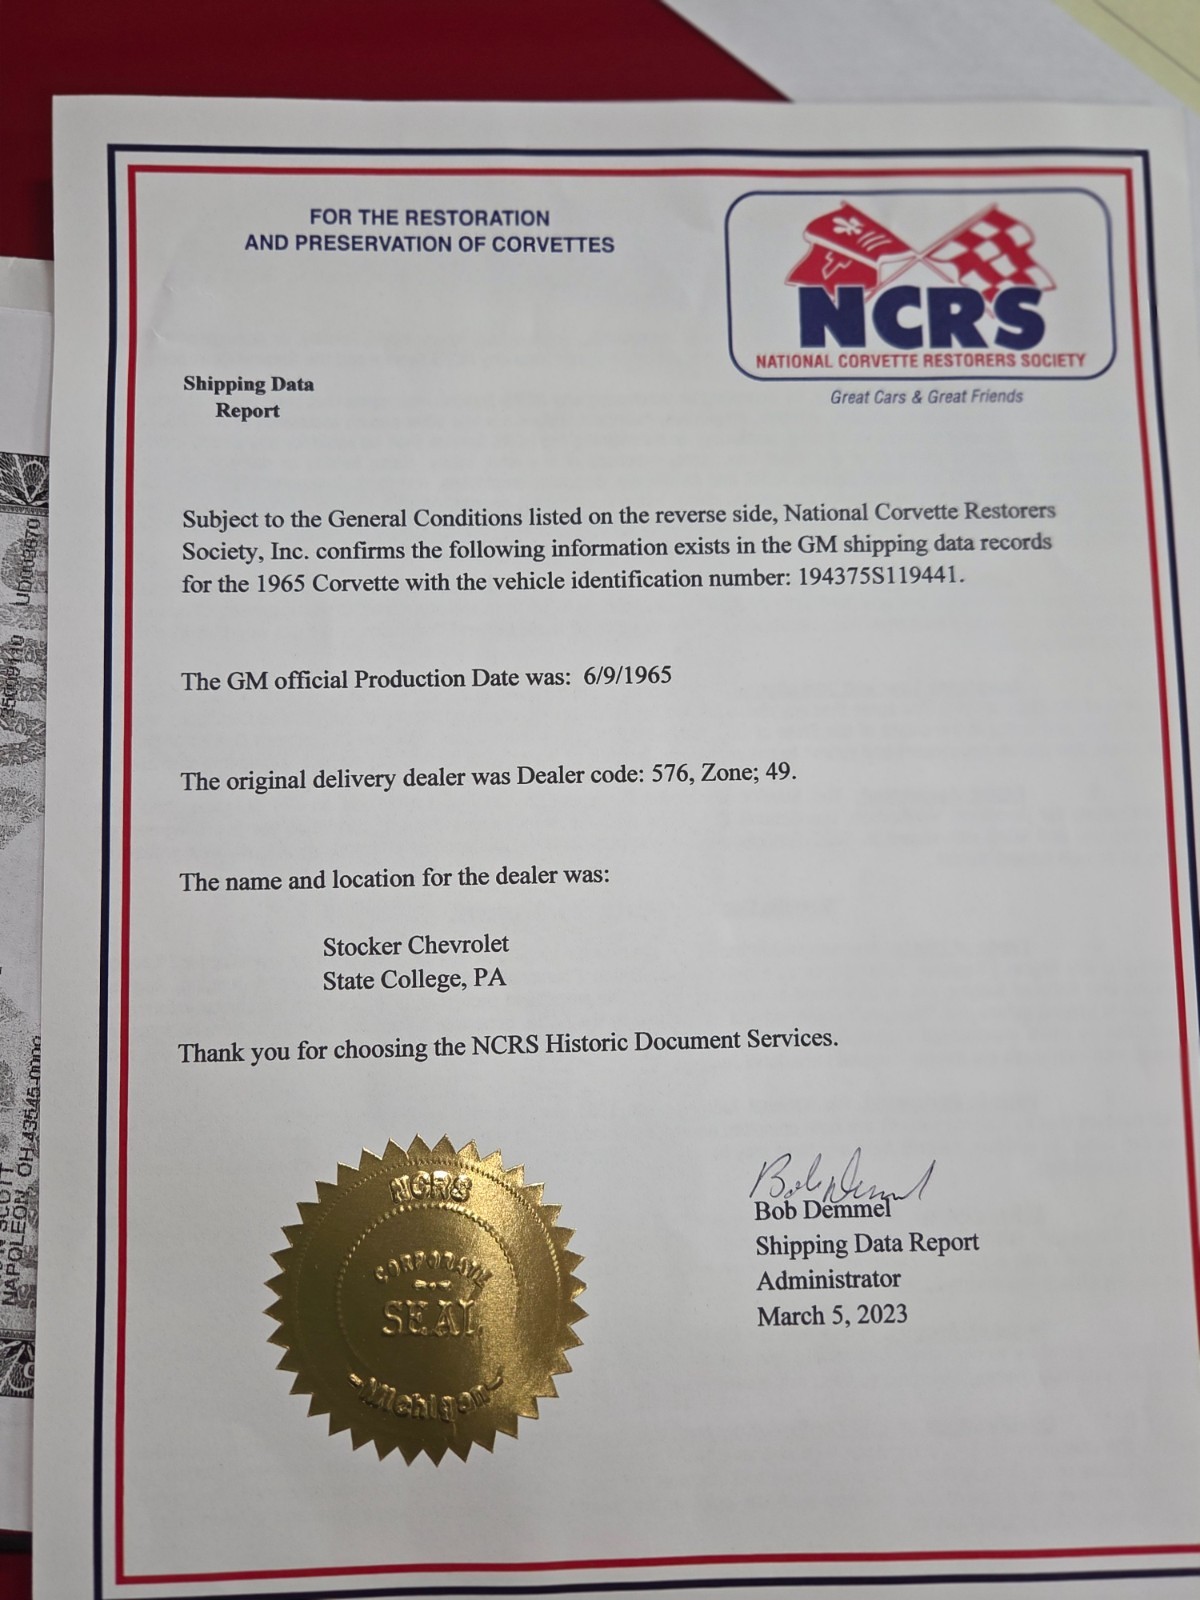 FOR THE RESTORATION
AND PRESERVATION OF CORVETTES
NCRS
NATIONAL CORVETTE RESTORERS SOCIETY
Great Cars & Great Friends
Shipping Data
Report
Subject to the General Conditions listed on the reverse side, National Corvette Restorers
Society, Inc. confirms the following information exists in the GM shipping data records
for the 1965 Corvette with the vehicle identification number: 194375S119441.
The GM official Production Date was: 6/9/1965
The original delivery dealer was Dealer code: 576, Zone; 49.
The name and location for the dealer was:
Stocker Chevrolet
State College, PA
Thank you for choosing the NCRS Historic Document Services.
NCRS
CORPORATE
SEAL
Michigan
Bob Demmel
Bob Demmel
Shipping Data Report
Administrator
March 5, 2023
NAPOLEON, OH 43545-0000